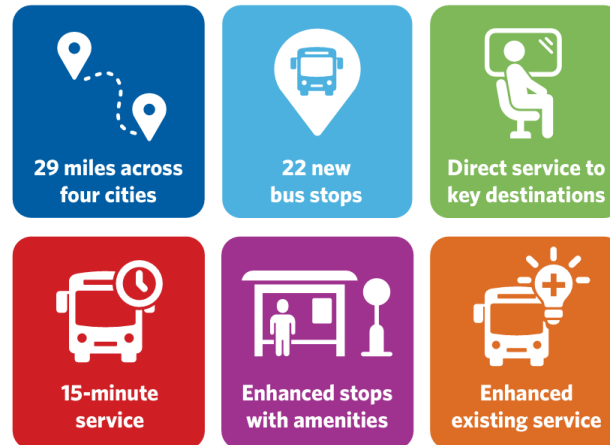 29 miles across
four cities
22 new
bus stops
Direct service to
key destinations
15-minute
service
Enhanced stops
with amenities
Enhanced
existing service